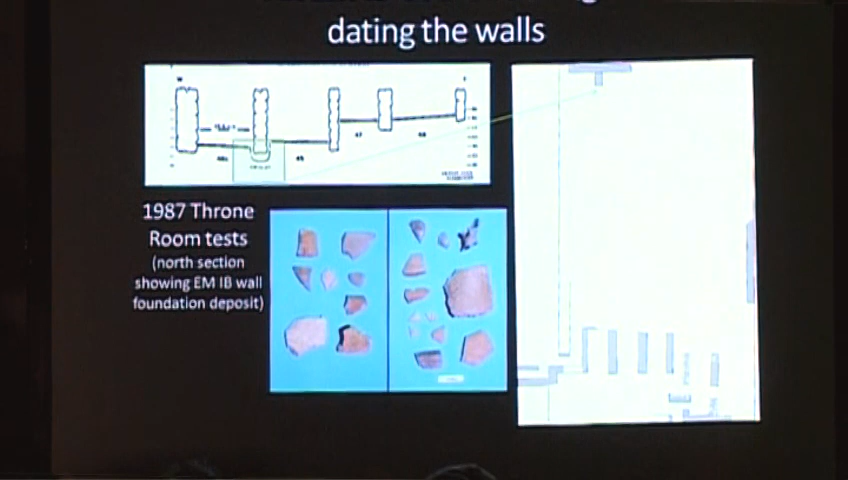 dating the walls
1987 Throne
Room tests
(north section
showing EM IB wall
foundation deposit)